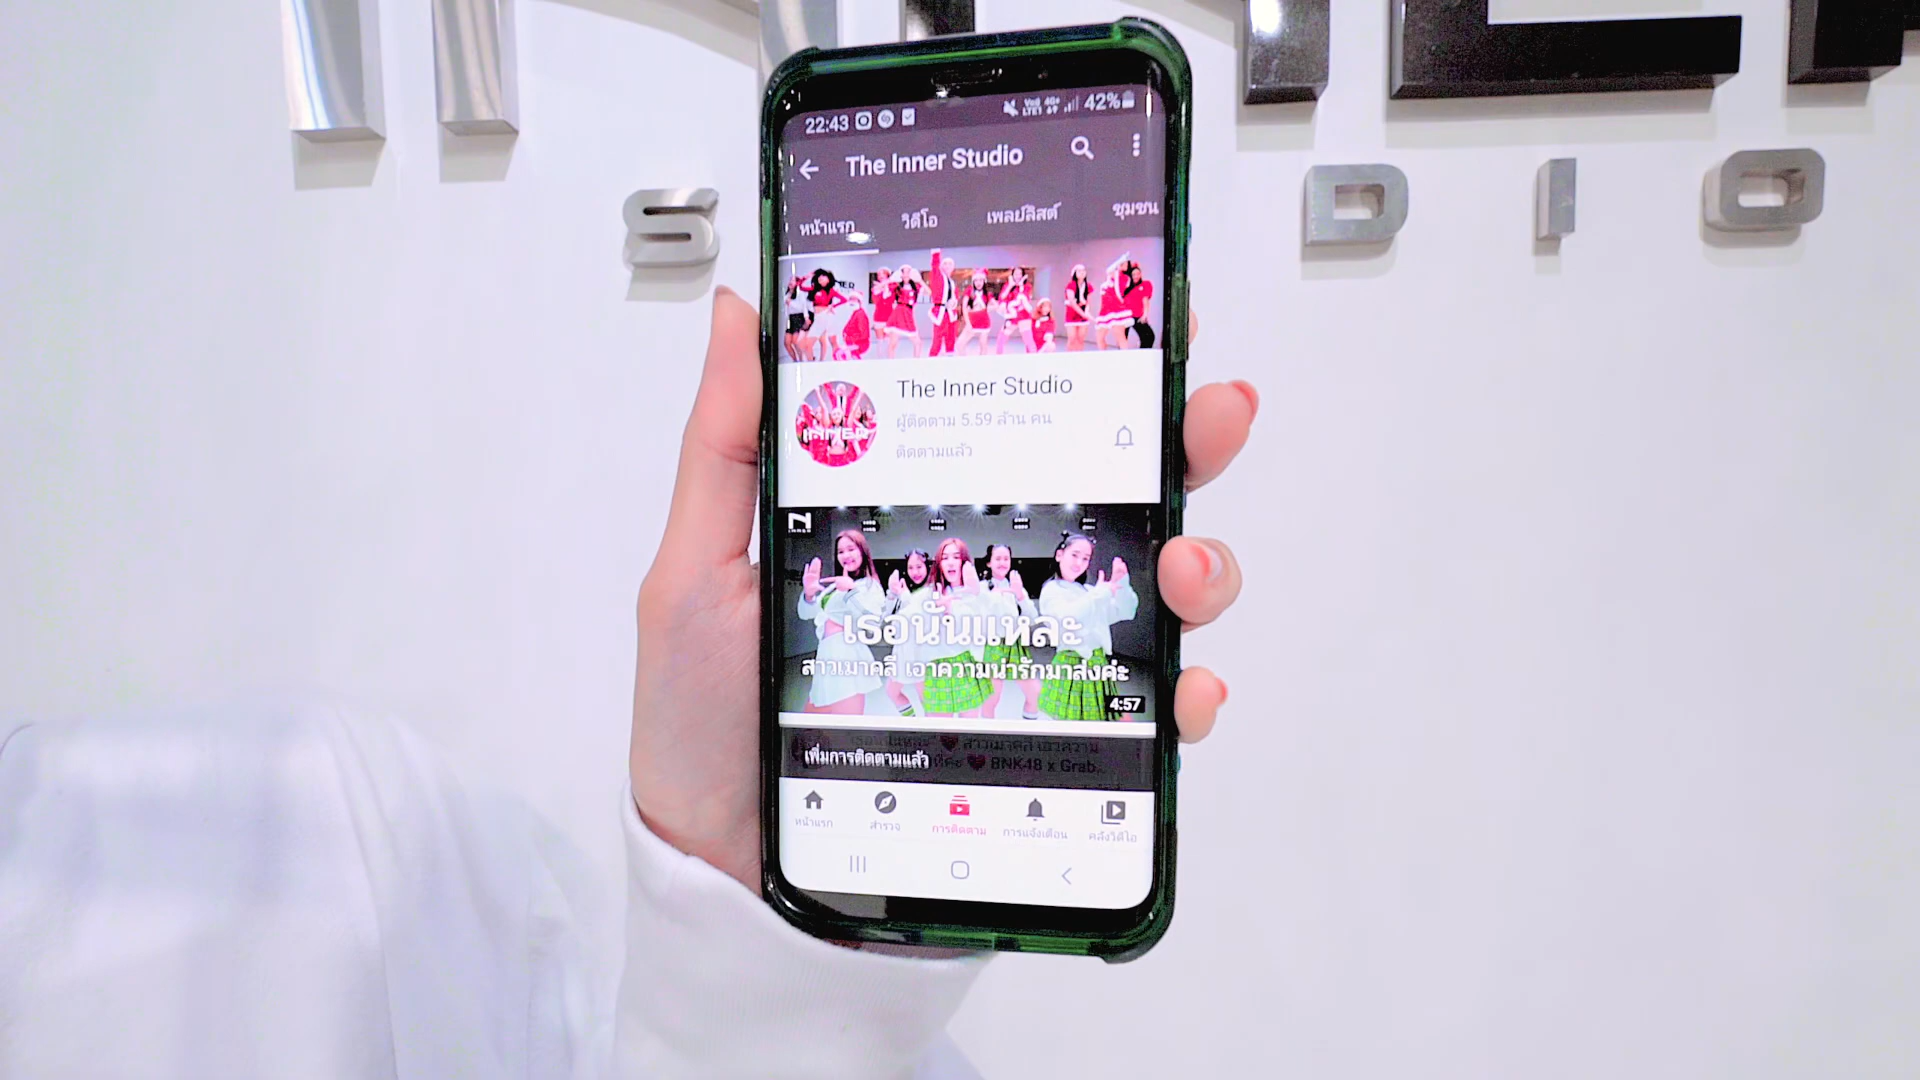 S
D I O
22:43
42%
The Inner Studio
หน้าแรก วิดีโอ เพลย์ลิสต์ ชุมชน
The Inner Studio
ผู้ติดตาม 5.59 ล้าน คน
ติดตามแล้ว
INNER
เธอนั่นแหละ
สาวเมาคลี เอาความน่ารักมาส่งค่ะ
4:57
เพิ่มการติดตามแล้ว
BNK48 x Grab...
หน้าแรก สำรวจ การติดตาม การแจ้งเตือน คลังวิดีโอ